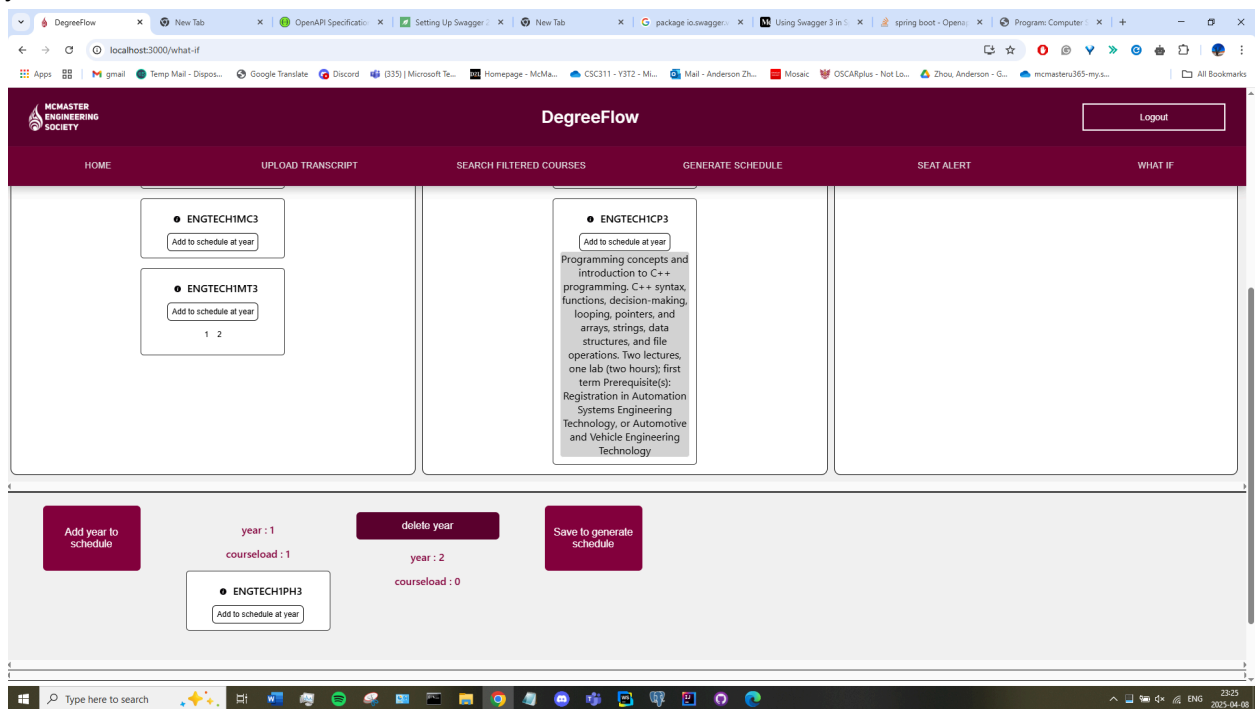 DegreeFlow
New Tab
OpenAPI Specificatio
Setting Up Swagger 2
New Tab
package io.swagger.v
Using Swagger 3 in S
spring boot - Openap
Program: Computer S
localhost:3000/what-if
Apps
gmail
Temp Mail - Dispos...
Google Translate
Discord
(335) | Microsoft Te...
Homepage - McMa...
CSC311 - Y3T2 - Mi...
Mail - Anderson Zh...
Mosaic
OSCARplus - Not Lo...
Zhou, Anderson - G...
mcmasteru365-my.s...
All Bookmarks
MCMASTER
ENGINEERING
SOCIETY
DegreeFlow
Logout
HOME
UPLOAD TRANSCRIPT
SEARCH FILTERED COURSES
GENERATE SCHEDULE
SEAT ALERT
WHAT IF
ENGTECH1MC3
Add to schedule at year
ENGTECH1MT3
Add to schedule at year
1 2
ENGTECH1CP3
Add to schedule at year
Programming concepts and
introduction to C++
programming. C++ syntax,
functions, decision-making,
looping, pointers, and
arrays, strings, data
structures, and file
operations. Two lectures,
one lab (two hours); first
term Prerequisite(s):
Registration in Automation
Systems Engineering
Technology, or Automotive
and Vehicle Engineering
Technology
Add year to
schedule
year : 1
courseload : 1
ENGTECH1PH3
Add to schedule at year
delete year
year : 2
courseload : 0
Save to generate
schedule
Type here to search
ENG
23:25
2025-04-08